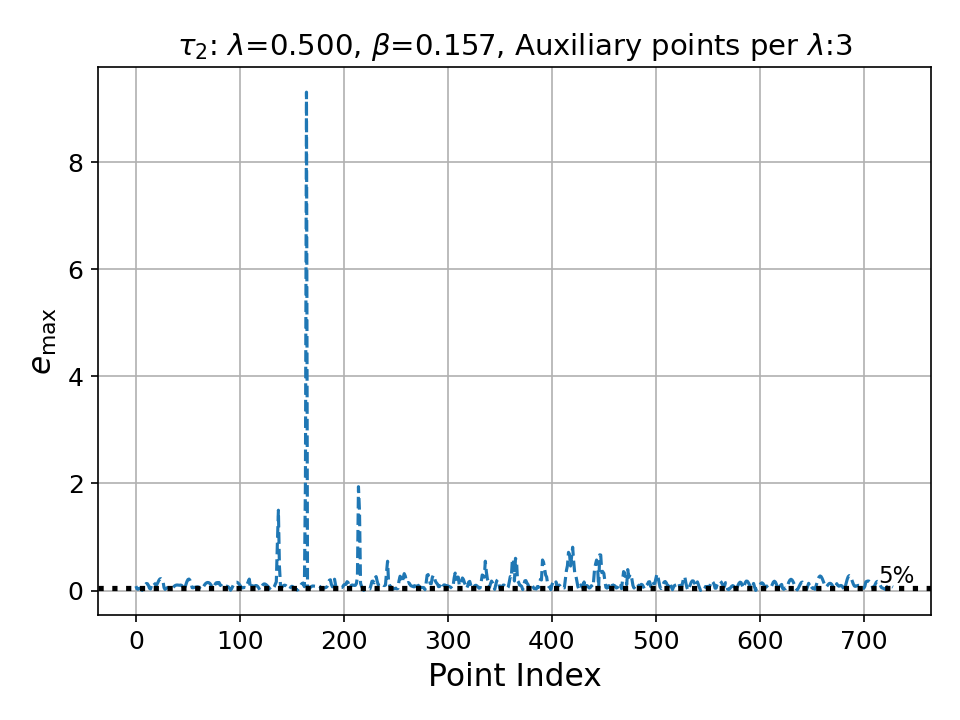 τ₂: λ=0.500, β=0.157, Auxiliary points per λ:3
e_max
8
6
4
2
0
5%
0 100 200 300 400 500 600 700
Point Index